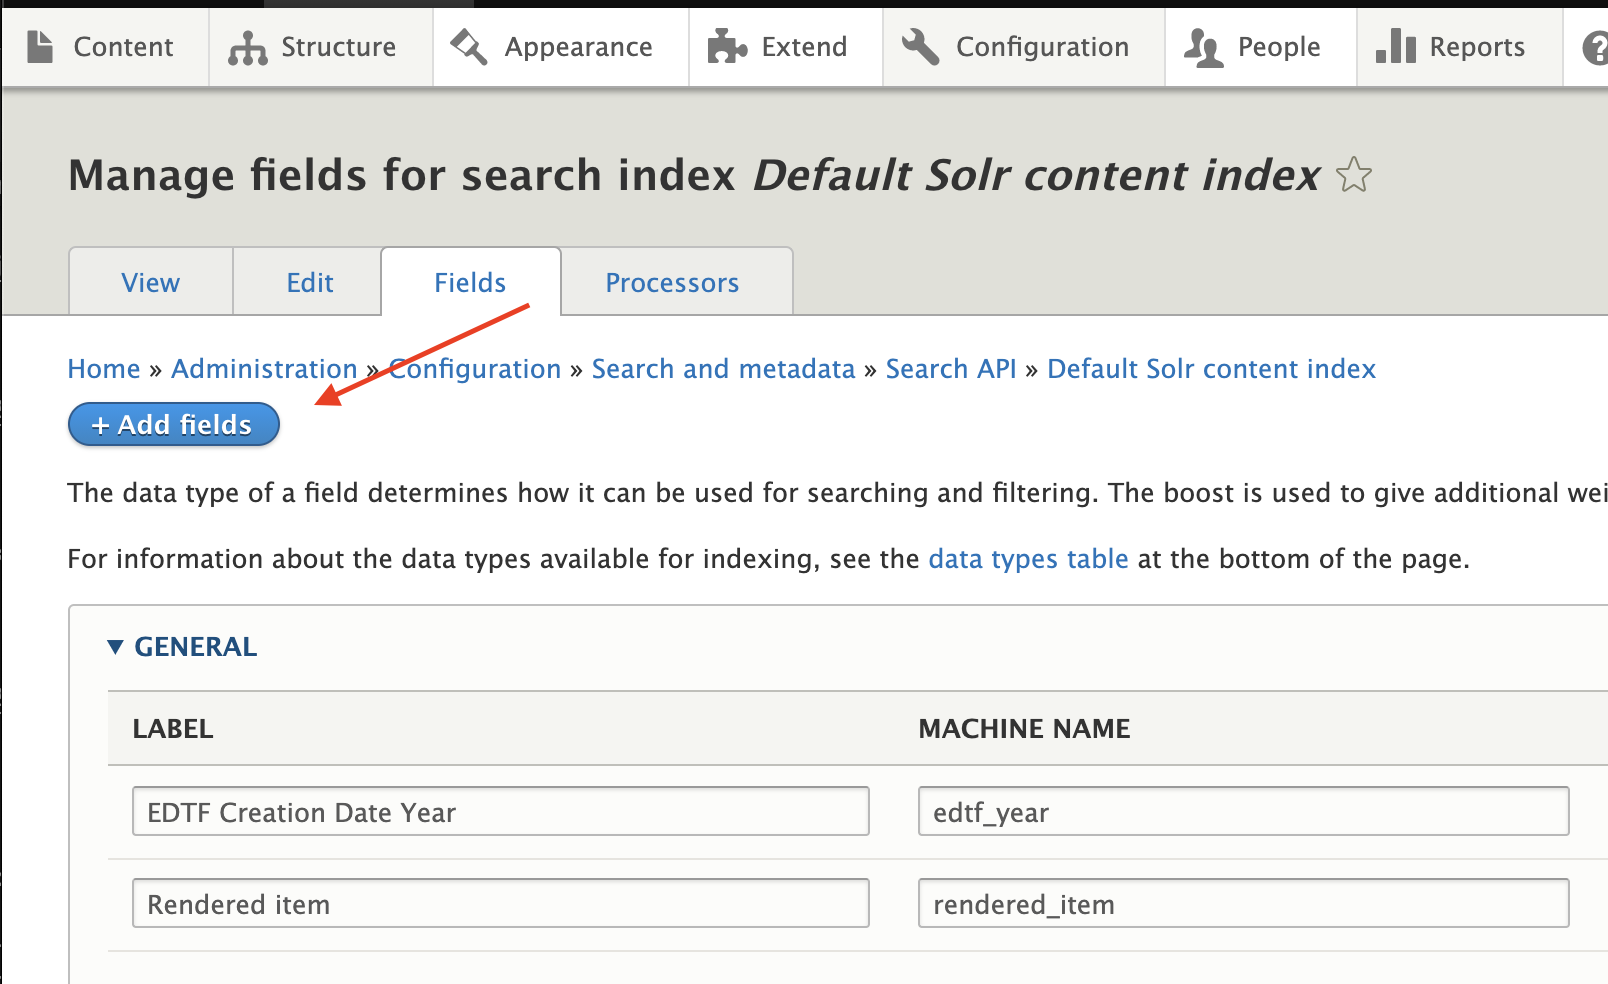 Content Structure Appearance Extend Configuration People Reports ?
Manage fields for search index Default Solr content index
View Edit Fields Processors
Home » Administration » Configuration » Search and metadata » Search API » Default Solr content index
+ Add fields
The data type of a field determines how it can be used for searching and filtering. The boost is used to give additional wei
For information about the data types available for indexing, see the data types table at the bottom of the page.
▼ GENERAL
LABEL MACHINE NAME
EDTF Creation Date Year edtf_year
Rendered item rendered_item